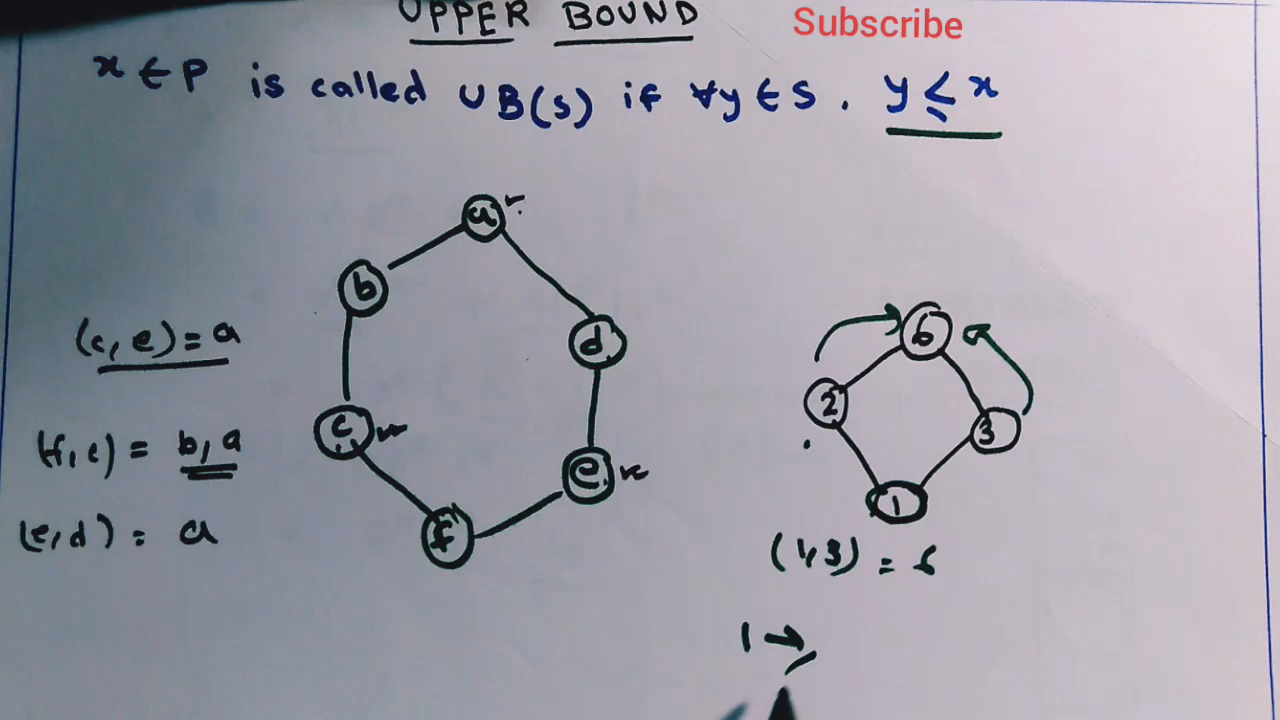 UPPER BOUND
Subscribe
x ∈ P is called UB(S) if ∀y ∈ S. y ≤ x
a
b
d
c
e
f
(c, e) = a
(f, c) = b, a
(e, d) = a
6
2
3
1
(1, 3) = 6
1 →